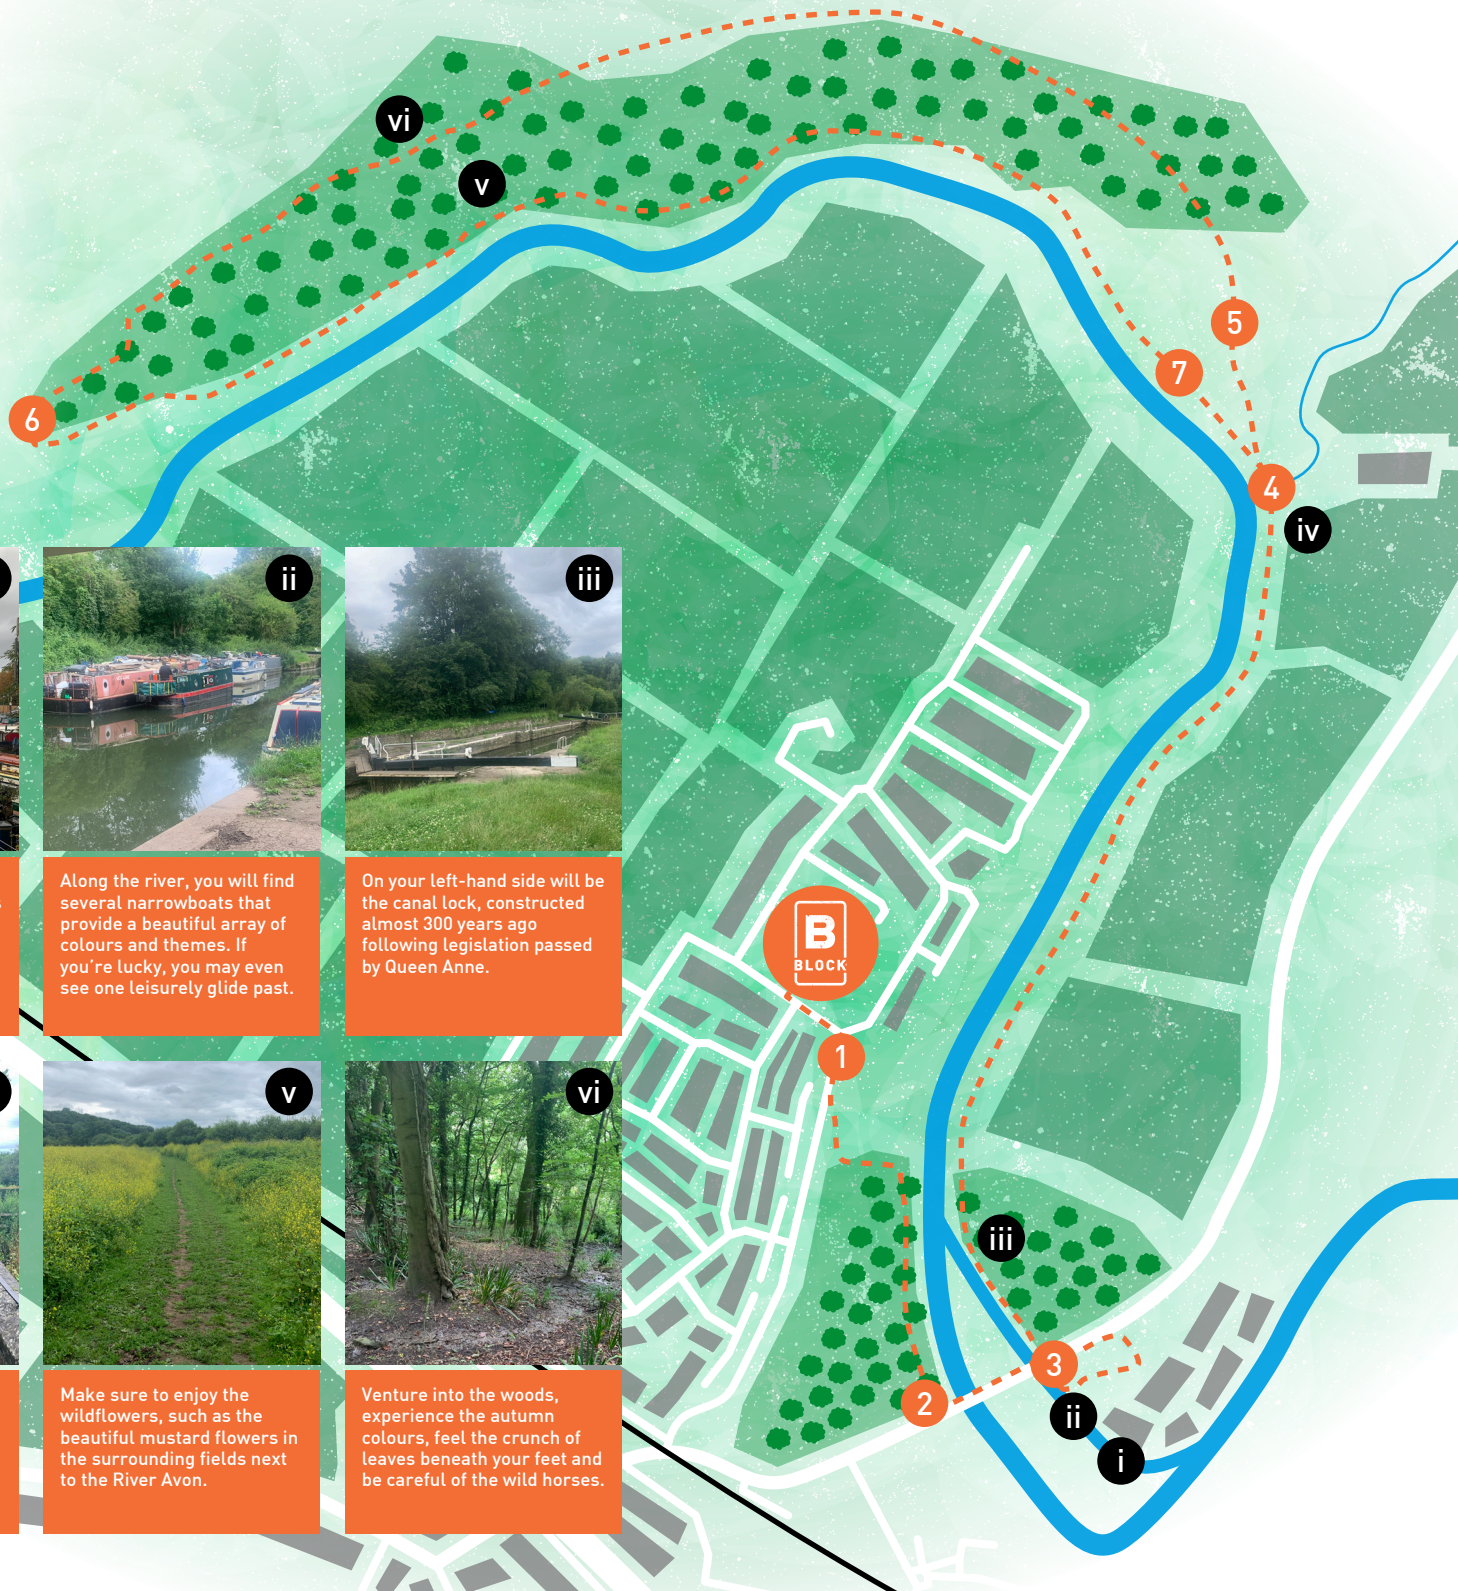 vi
v
5
7
6
4
iv
ii
iii
Along the river, you will find
several narrowboats that
provide a beautiful array of
colours and themes. If
you're lucky, you may even
see one leisurely glide past.
On your left-hand side will be
the canal lock, constructed
almost 300 years ago
following legislation passed
by Queen Anne.
B
BLOCK
1
v
vi
iii
3
2
ii
i
Make sure to enjoy the
wildflowers, such as the
beautiful mustard flowers in
the surrounding fields next
to the River Avon.
Venture into the woods,
experience the autumn
colours, feel the crunch of
leaves beneath your feet and
be careful of the wild horses.